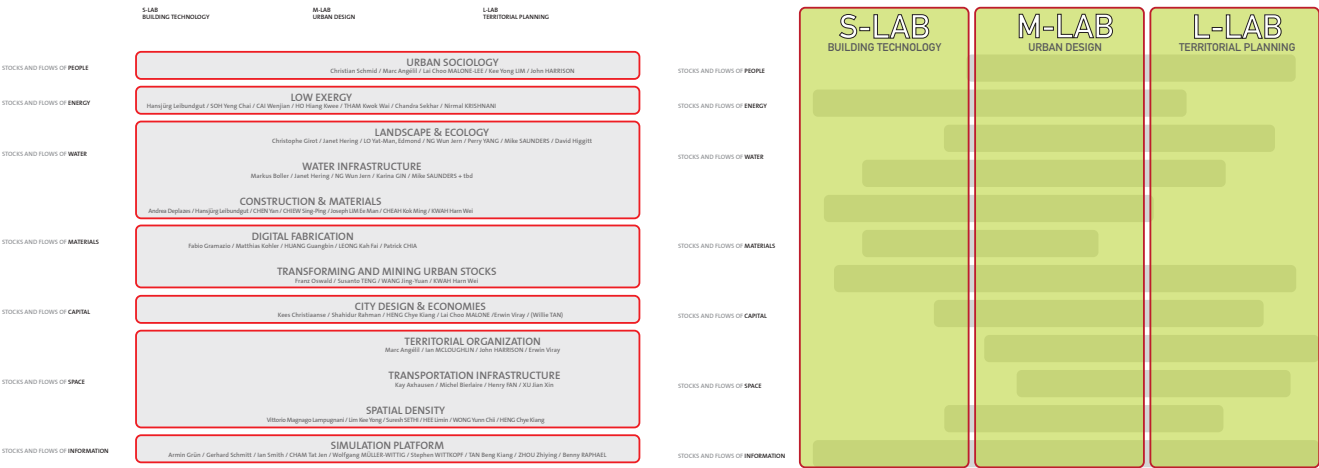 S-LAB
BUILDING TECHNOLOGY
M-LAB
URBAN DESIGN
L-LAB
TERRITORIAL PLANNING
STOCKS AND FLOWS OF PEOPLE
URBAN SOCIOLOGY
Christian Schmid / Marc Angélil / Lai Choo MALONE-LEE / Kee Yong LIM / John HARRISON
STOCKS AND FLOWS OF ENERGY
LOW EXERGY
Hansjürg Leibundgut / SOH Yeng Chai / CAI Wenjian / HO Hiang Kwee / THAM Kwok Wai / Chandra Sekhar / Nirmal KRISHNANI
STOCKS AND FLOWS OF WATER
LANDSCAPE & ECOLOGY
Christophe Girot / Janet Hering / LO Yat-Man, Edmond / NG Wun Jern / Perry YANG / Mike SAUNDERS / David Higgitt
WATER INFRASTRUCTURE
Markus Boller / Janet Hering / NG Wun Jern / Karina GIN / Mike SAUNDERS + tbd
CONSTRUCTION & MATERIALS
Andrea Deplazes / Hansjürg Leibundgut / CHEN Yen / CHIEW Sing-Ping / Joseph LIM Ee Man / CHEAH Kok Ming / KWAH Harn Wei
STOCKS AND FLOWS OF MATERIALS
DIGITAL FABRICATION
Fabio Gramazio / Matthias Kohler / HUANG Guangbin / LEONG Kah Fai / Patrick CHIA
TRANSFORMING AND MINING URBAN STOCKS
Franz Oswald / Susanto TENG / WANG Jing-Yuan / KWAH Harn Wei
STOCKS AND FLOWS OF CAPITAL
CITY DESIGN & ECONOMIES
Kees Christiaanse / Shahidur Rahman / HENG Chye Kiang / Lai Choo MALONE /Erwin Viray / (Willie TAN)
STOCKS AND FLOWS OF SPACE
TERRITORIAL ORGANIZATION
Marc Angélil / Ian MCLOUGHLIN / John HARRISON / Erwin Viray
TRANSPORTATION INFRASTRUCTURE
Kay Axhausen / Michel Bierlaire / Henry FAN / XU Jian Xin
SPATIAL DENSITY
Vittorio Magnago Lampugnani / Lim Kee Yong / Suresh SETHI / HEE Limin / WONG Yunn Chii / HENG Chye Kiang
STOCKS AND FLOWS OF INFORMATION
SIMULATION PLATFORM
Armin Grün / Gerhard Schmitt / Ian Smith / CHAM Tat Jen / Wolfgang MÜLLER-WITTIG / Stephen WITTKOPF / TAN Beng Kiang / ZHOU Zhiying / Benny RAPHAEL
S-LAB
BUILDING TECHNOLOGY
M-LAB
URBAN DESIGN
L-LAB
TERRITORIAL PLANNING
STOCKS AND FLOWS OF PEOPLE
STOCKS AND FLOWS OF ENERGY
STOCKS AND FLOWS OF WATER
STOCKS AND FLOWS OF MATERIALS
STOCKS AND FLOWS OF CAPITAL
STOCKS AND FLOWS OF SPACE
STOCKS AND FLOWS OF INFORMATION